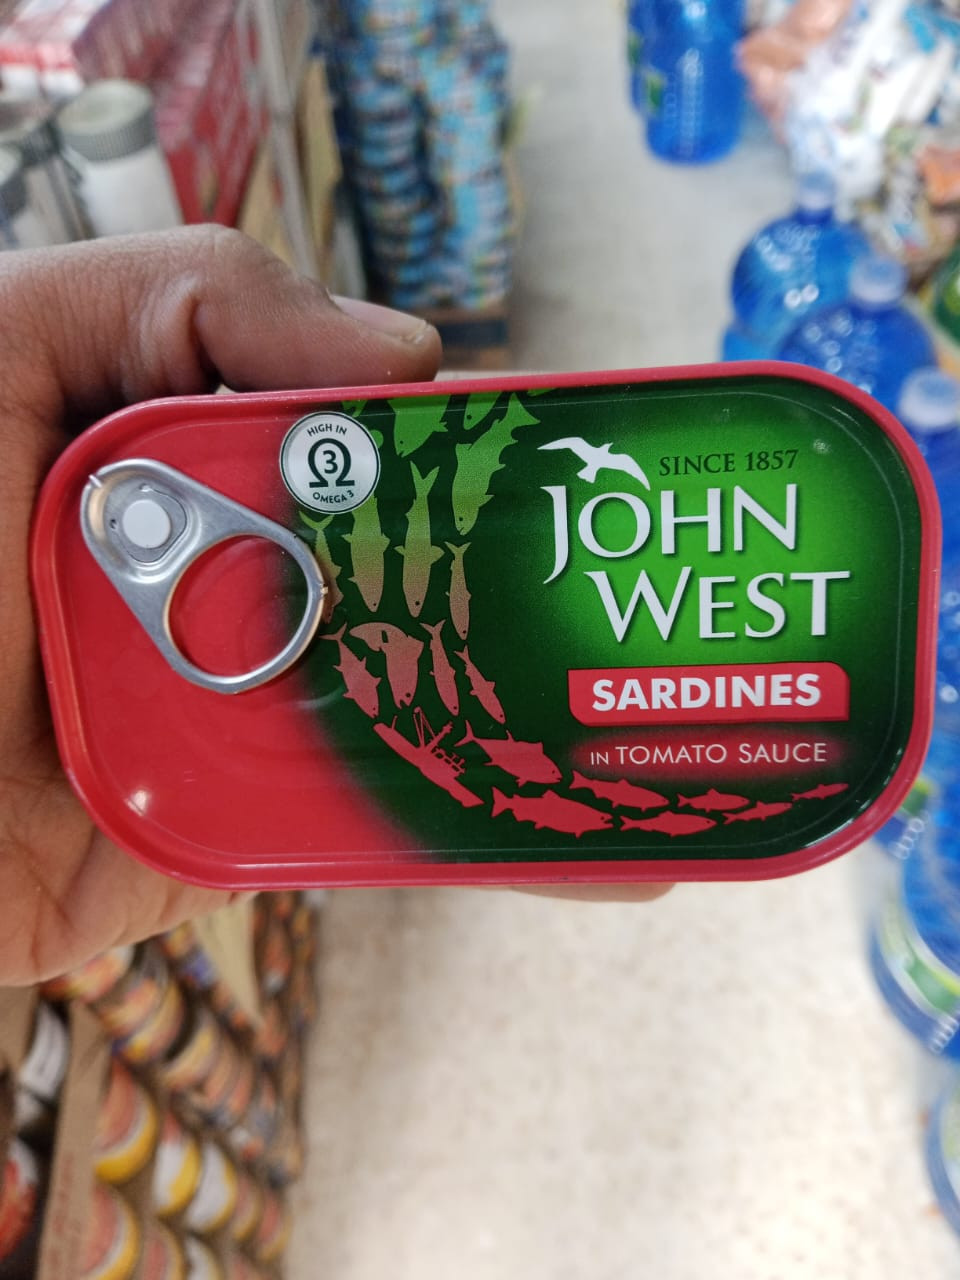 HIGH IN
3
OMEGA 3
SINCE 1857
JOHN
WEST
SARDINES
IN TOMATO SAUCE